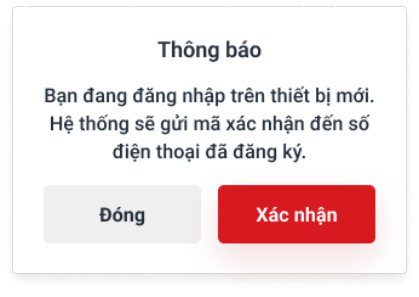 Thông báo
Bạn đang đăng nhập trên thiết bị mới.
Hệ thống sẽ gửi mã xác nhận đến số
điện thoại đã đăng ký.
Đóng
Xác nhận